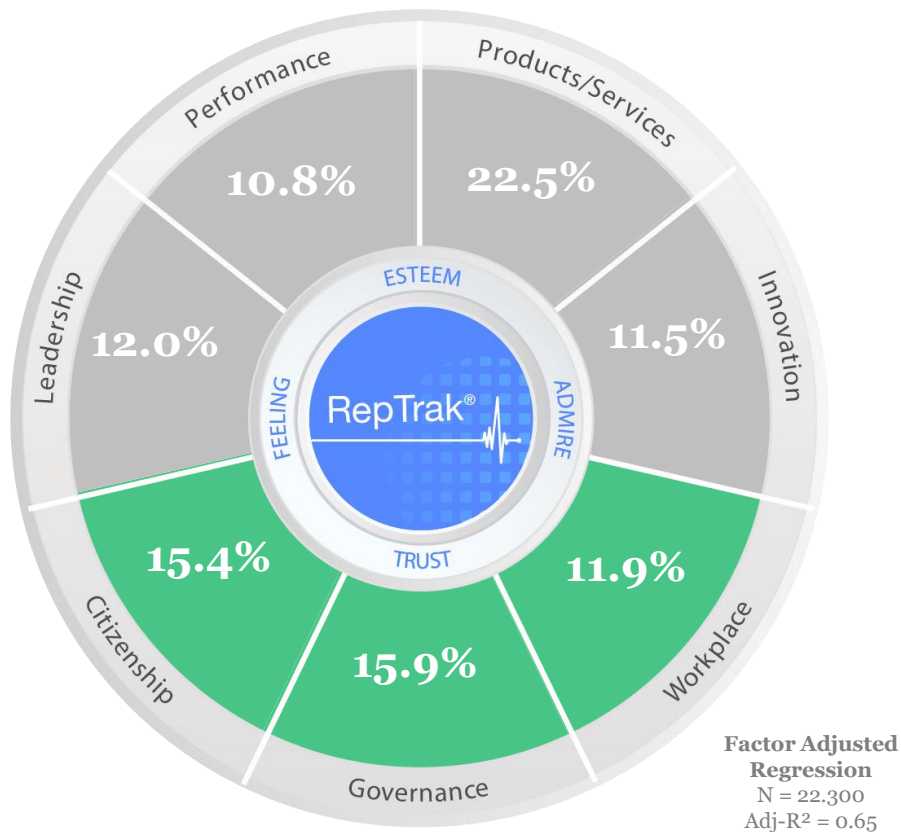 Performance
Products/Services
10.8%
22.5%
Leadership
Innovation
12.0%
11.5%
ESTEEM
FEELING
ADMIRE
RepTrak®
TRUST
15.4%
11.9%
15.9%
Citizenship
Workplace
Governance
Factor Adjusted
Regression
N = 22.300
Adj-R² = 0.65